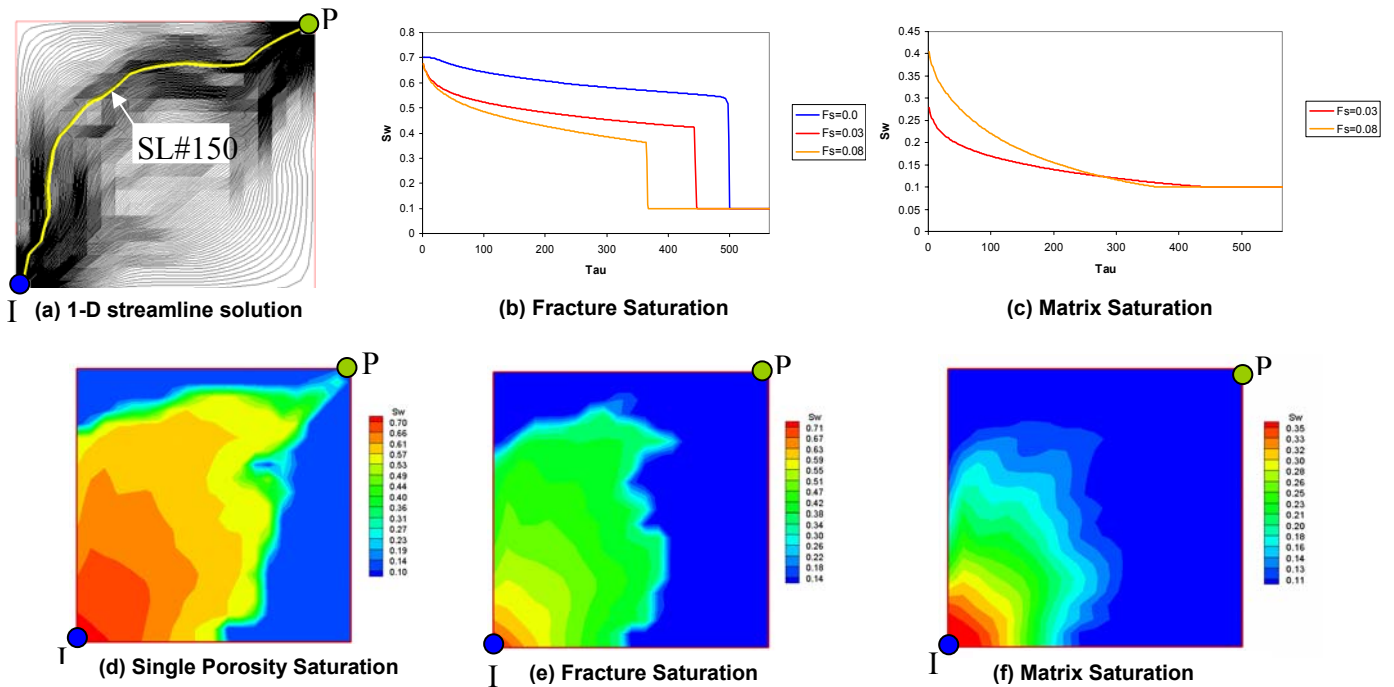 P
SL#150
I
(a) 1-D streamline solution
0.8
0.7
0.6
0.5
0.4
0.3
0.2
0.1
0
Sw
0 100 200 300 400 500
Tau
Fs=0.0
Fs=0.03
Fs=0.08
(b) Fracture Saturation
0.45
0.4
0.35
0.3
0.25
0.2
0.15
0.1
0.05
0
Sw
0 100 200 300 400 500
Tau
Fs=0.03
Fs=0.08
(c) Matrix Saturation
P
Sw
0.70
0.66
0.61
0.57
0.53
0.49
0.44
0.40
0.36
0.31
0.27
0.23
0.19
0.14
0.10
I
(d) Single Porosity Saturation
P
Sw
0.71
0.67
0.63
0.59
0.55
0.51
0.47
0.42
0.38
0.34
0.30
0.26
0.22
0.18
0.14
I
(e) Fracture Saturation
P
Sw
0.35
0.33
0.32
0.30
0.28
0.26
0.25
0.23
0.21
0.20
0.18
0.16
0.14
0.13
0.11
I
(f) Matrix Saturation